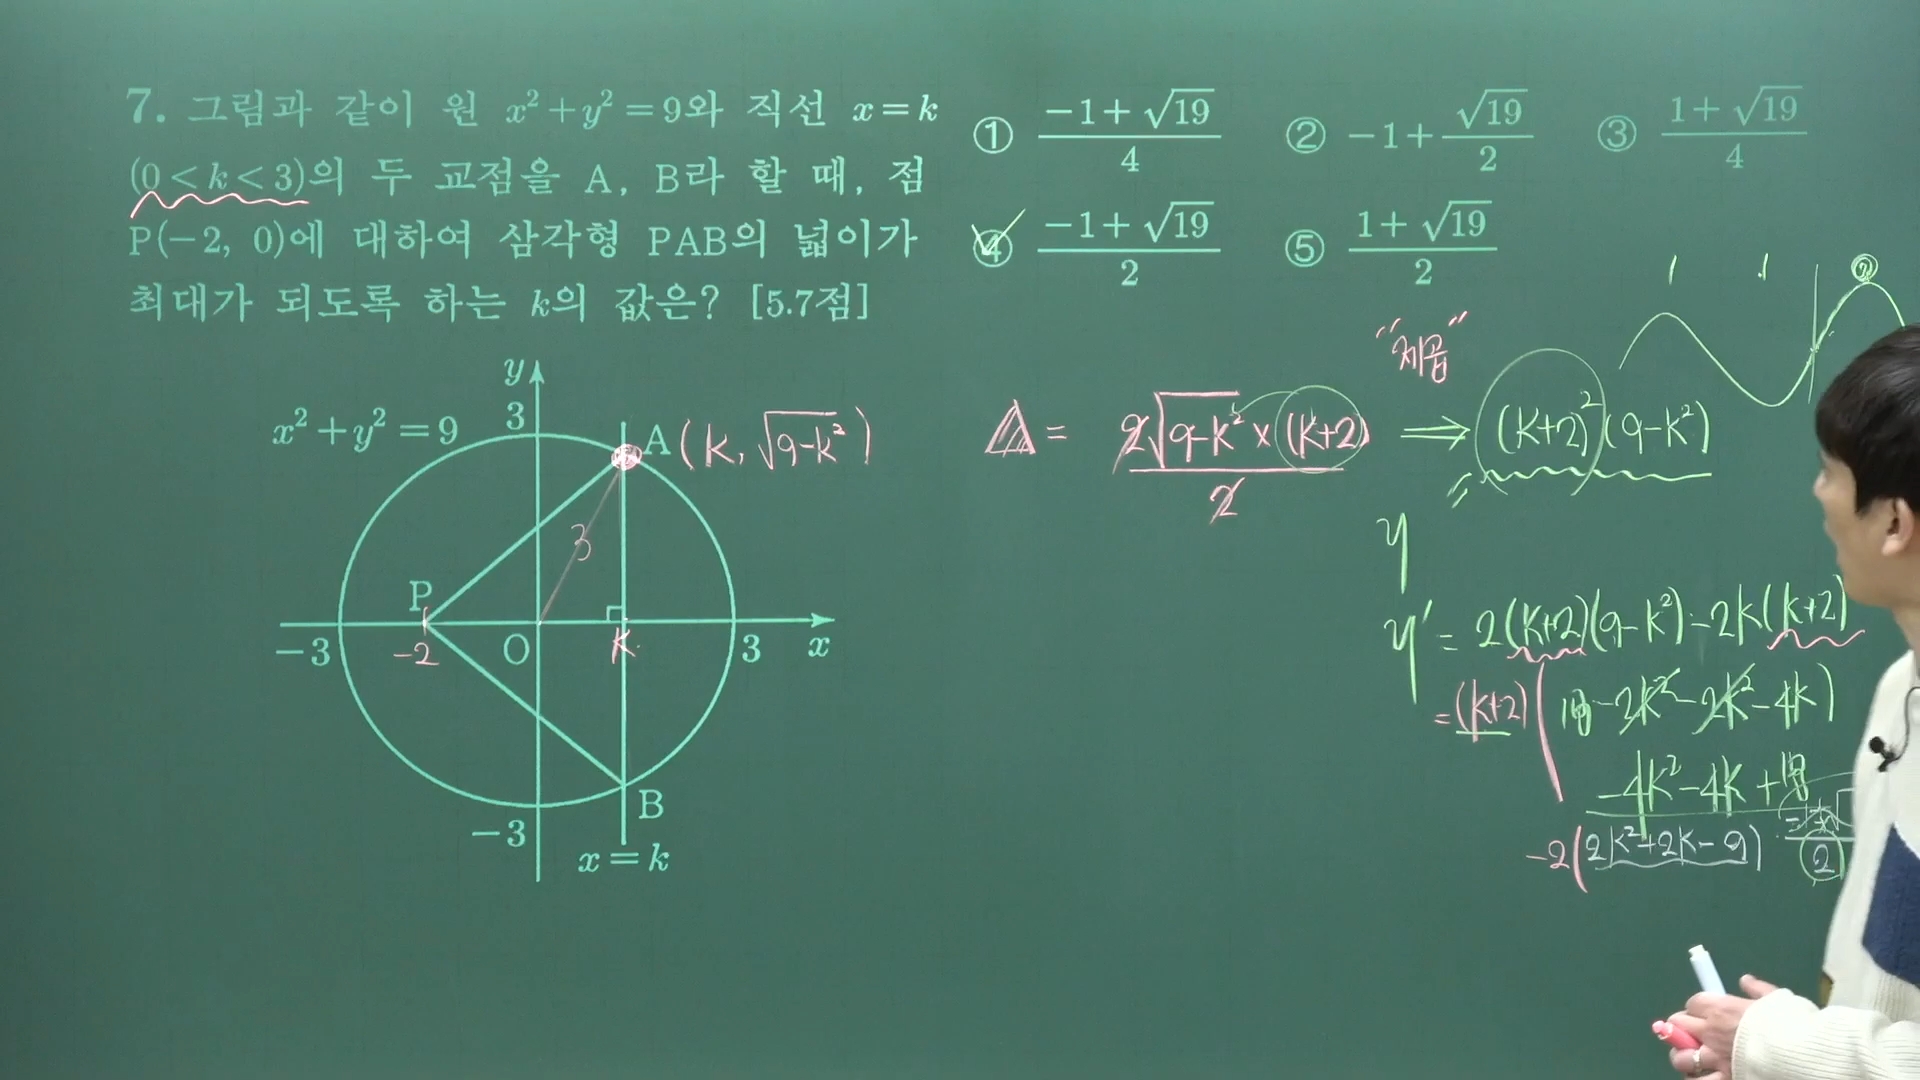 7. 그림과 같이 원 x²+y²=9와 직선 x=k
(0<k<3)의 두 교점을 A, B라 할 때, 점
P(−2, 0)에 대하여 삼각형 PAB의 넓이가
최대가 되도록 하는 k의 값은? [5.7점]
① (−1+√19)/4 ② −1+√19/2 ③ (1+√19)/4
④ (−1+√19)/2 ⑤ (1+√19)/2
y
x²+y²=9
3
A (k, √(9−k²))
3
P
−3
−2
O
k
3
x
B
−3
x=k
"제곱"
= 2√(9−k²) × (k+2) / 2 ⇒ (k+2)²(9−k²)
y
y' = 2(k+2)(9−k²)−2k(k+2)
=(k+2)(18−2k²−2k²−4k)
−4k²−4k+18
−2(2k²+2k−9)
2